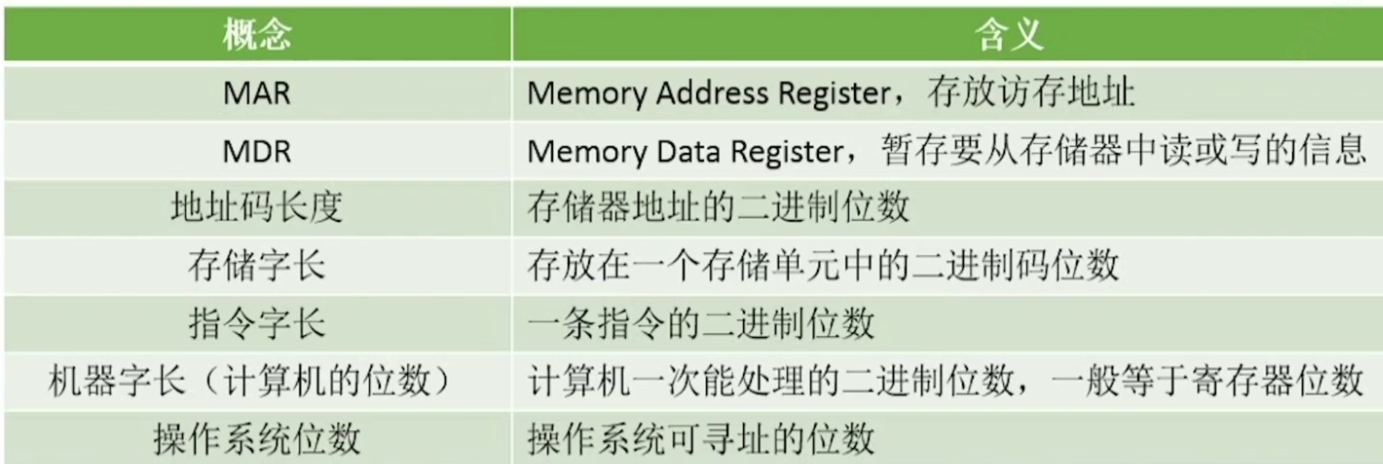 概念 含义
MAR Memory Address Register，存放访存地址
MDR Memory Data Register，暂存要从存储器中读或写的信息
地址码长度 存储器地址的二进制位数
存储字长 存放在一个存储单元中的二进制码位数
指令字长 一条指令的二进制位数
机器字长（计算机的位数） 计算机一次能处理的二进制位数，一般等于寄存器位数
操作系统位数 操作系统可寻址的位数